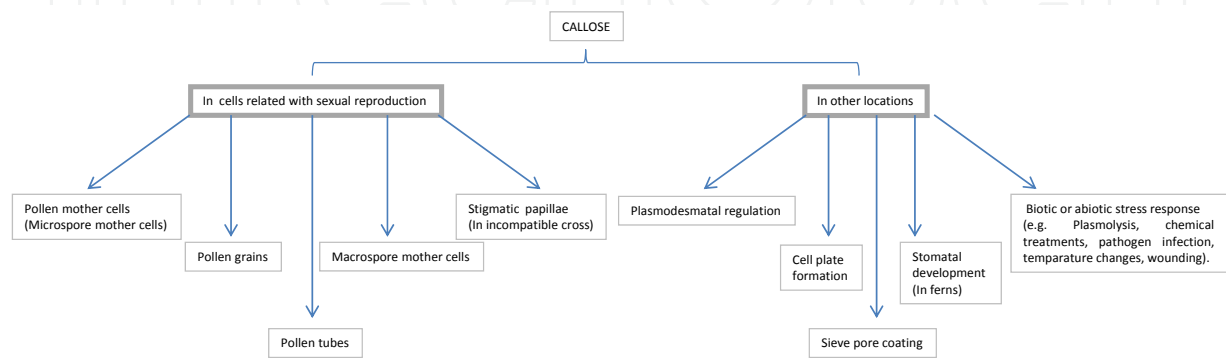 CALLOSE
In cells related with sexual reproduction
In other locations
Pollen mother cells
(Microspore mother cells)
Pollen grains
Pollen tubes
Macrospore mother cells
Stigmatic papillae
(In incompatible cross)
Plasmodesmatal regulation
Cell plate
formation
Sieve pore coating
Stomatal
development
(In ferns)
Biotic or abiotic stress response
(e.g. Plasmolysis, chemical
treatments, pathogen infection,
temparature changes, wounding).